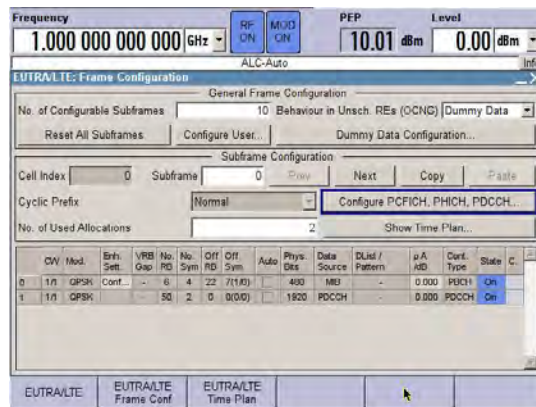 Frequency
RF ON
MOD ON
PEP
Level
1.000 000 000 000 GHz
10.01 dBm
0.00 dBm
ALC-Auto
Info
EUTRA/LTE: Frame Configuration
General Frame Configuration
No. of Configurable Subframes 10 Behaviour in Unsch. REs (OCNG) Dummy Data
Reset All Subframes Configure User... Dummy Data Configuration...
Subframe Configuration
Cell Index 0 Subframe 0 Prev Next Copy Paste
Cyclic Prefix Normal Configure PCFICH, PHICH, PDCCH...
No. of Used Allocations 2 Show Time Plan...
CW Mod. Enh. Sett. VRB Gap No. RB No. Sym Off RB Off. Sym Auto Phys. Bits Data Source DList / Pattern ρ A /dB Cont. Type State C.
0 1/1 QPSK Conf... - 6 4 22 7(1/0) 480 MIB - 0.000 PBCH On
1 1/1 QPSK 50 2 0 0(0/0) 1920 PDCCH 0.000 PDCCH On
EUTRA/LTE
EUTRA/LTE Frame Conf
EUTRA/LTE Time Plan